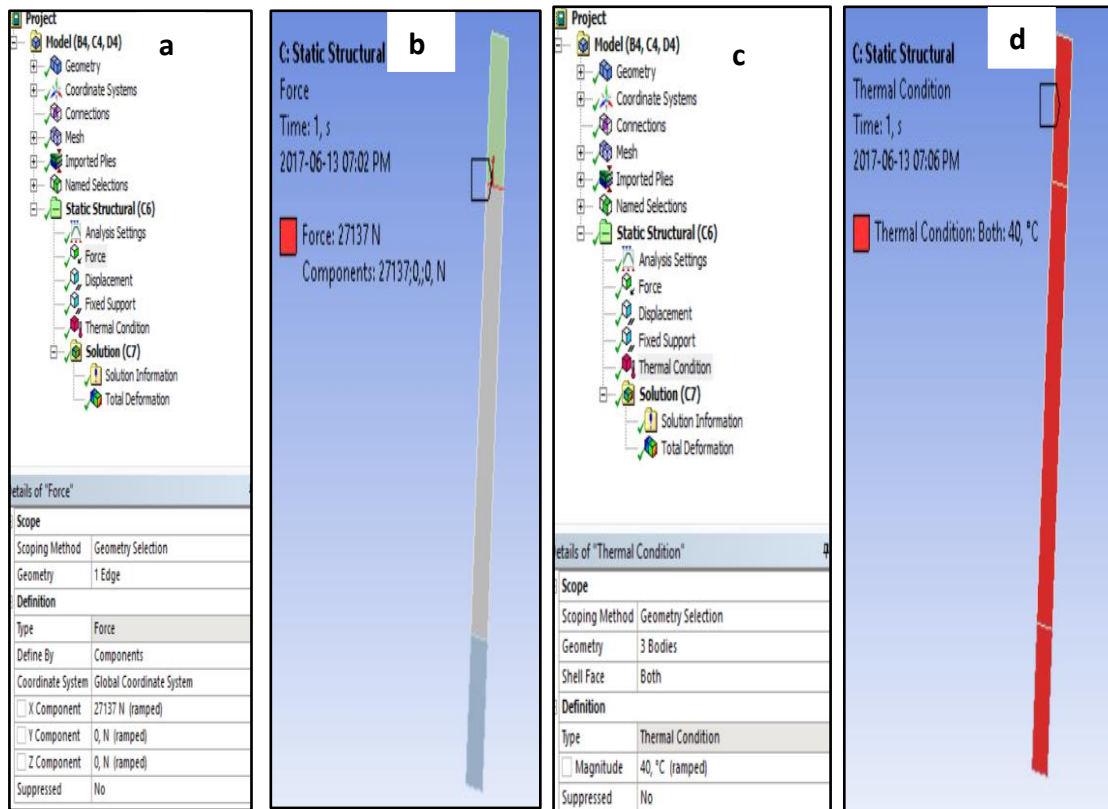 Project
a
Model (B4, C4, D4)
Geometry
Coordinate Systems
Connections
Mesh
Imported Plies
Named Selections
Static Structural (C6)
Analysis Settings
Force
Displacement
Fixed Support
Thermal Condition
Solution (C7)
Solution Information
Total Deformation
etails of "Force"
Scope
Scoping Method Geometry Selection
Geometry 1 Edge
Definition
Type Force
Define By Components
Coordinate System Global Coordinate System
X Component 27137 N (ramped)
Y Component 0, N (ramped)
Z Component 0, N (ramped)
Suppressed No
b
C: Static Structural
Force
Time: 1, s
2017-06-13 07:02 PM
Force: 27137 N
Components: 27137;0,;0, N
Project
c
Model (B4, C4, D4)
Geometry
Coordinate Systems
Connections
Mesh
Imported Plies
Named Selections
Static Structural (C6)
Analysis Settings
Force
Displacement
Fixed Support
Thermal Condition
Solution (C7)
Solution Information
Total Deformation
etails of "Thermal Condition"
Scope
Scoping Method Geometry Selection
Geometry 3 Bodies
Shell Face Both
Definition
Type Thermal Condition
Magnitude 40, °C (ramped)
Suppressed No
d
C: Static Structural
Thermal Condition
Time: 1, s
2017-06-13 07:06 PM
Thermal Condition: Both: 40, °C